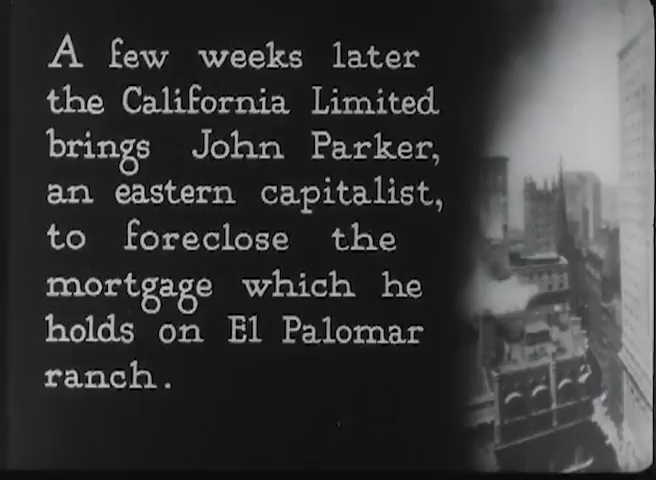 A few weeks later
the California Limited
brings John Parker,
an eastern capitalist,
to foreclose the
mortgage which he
holds on El Palomar
ranch.